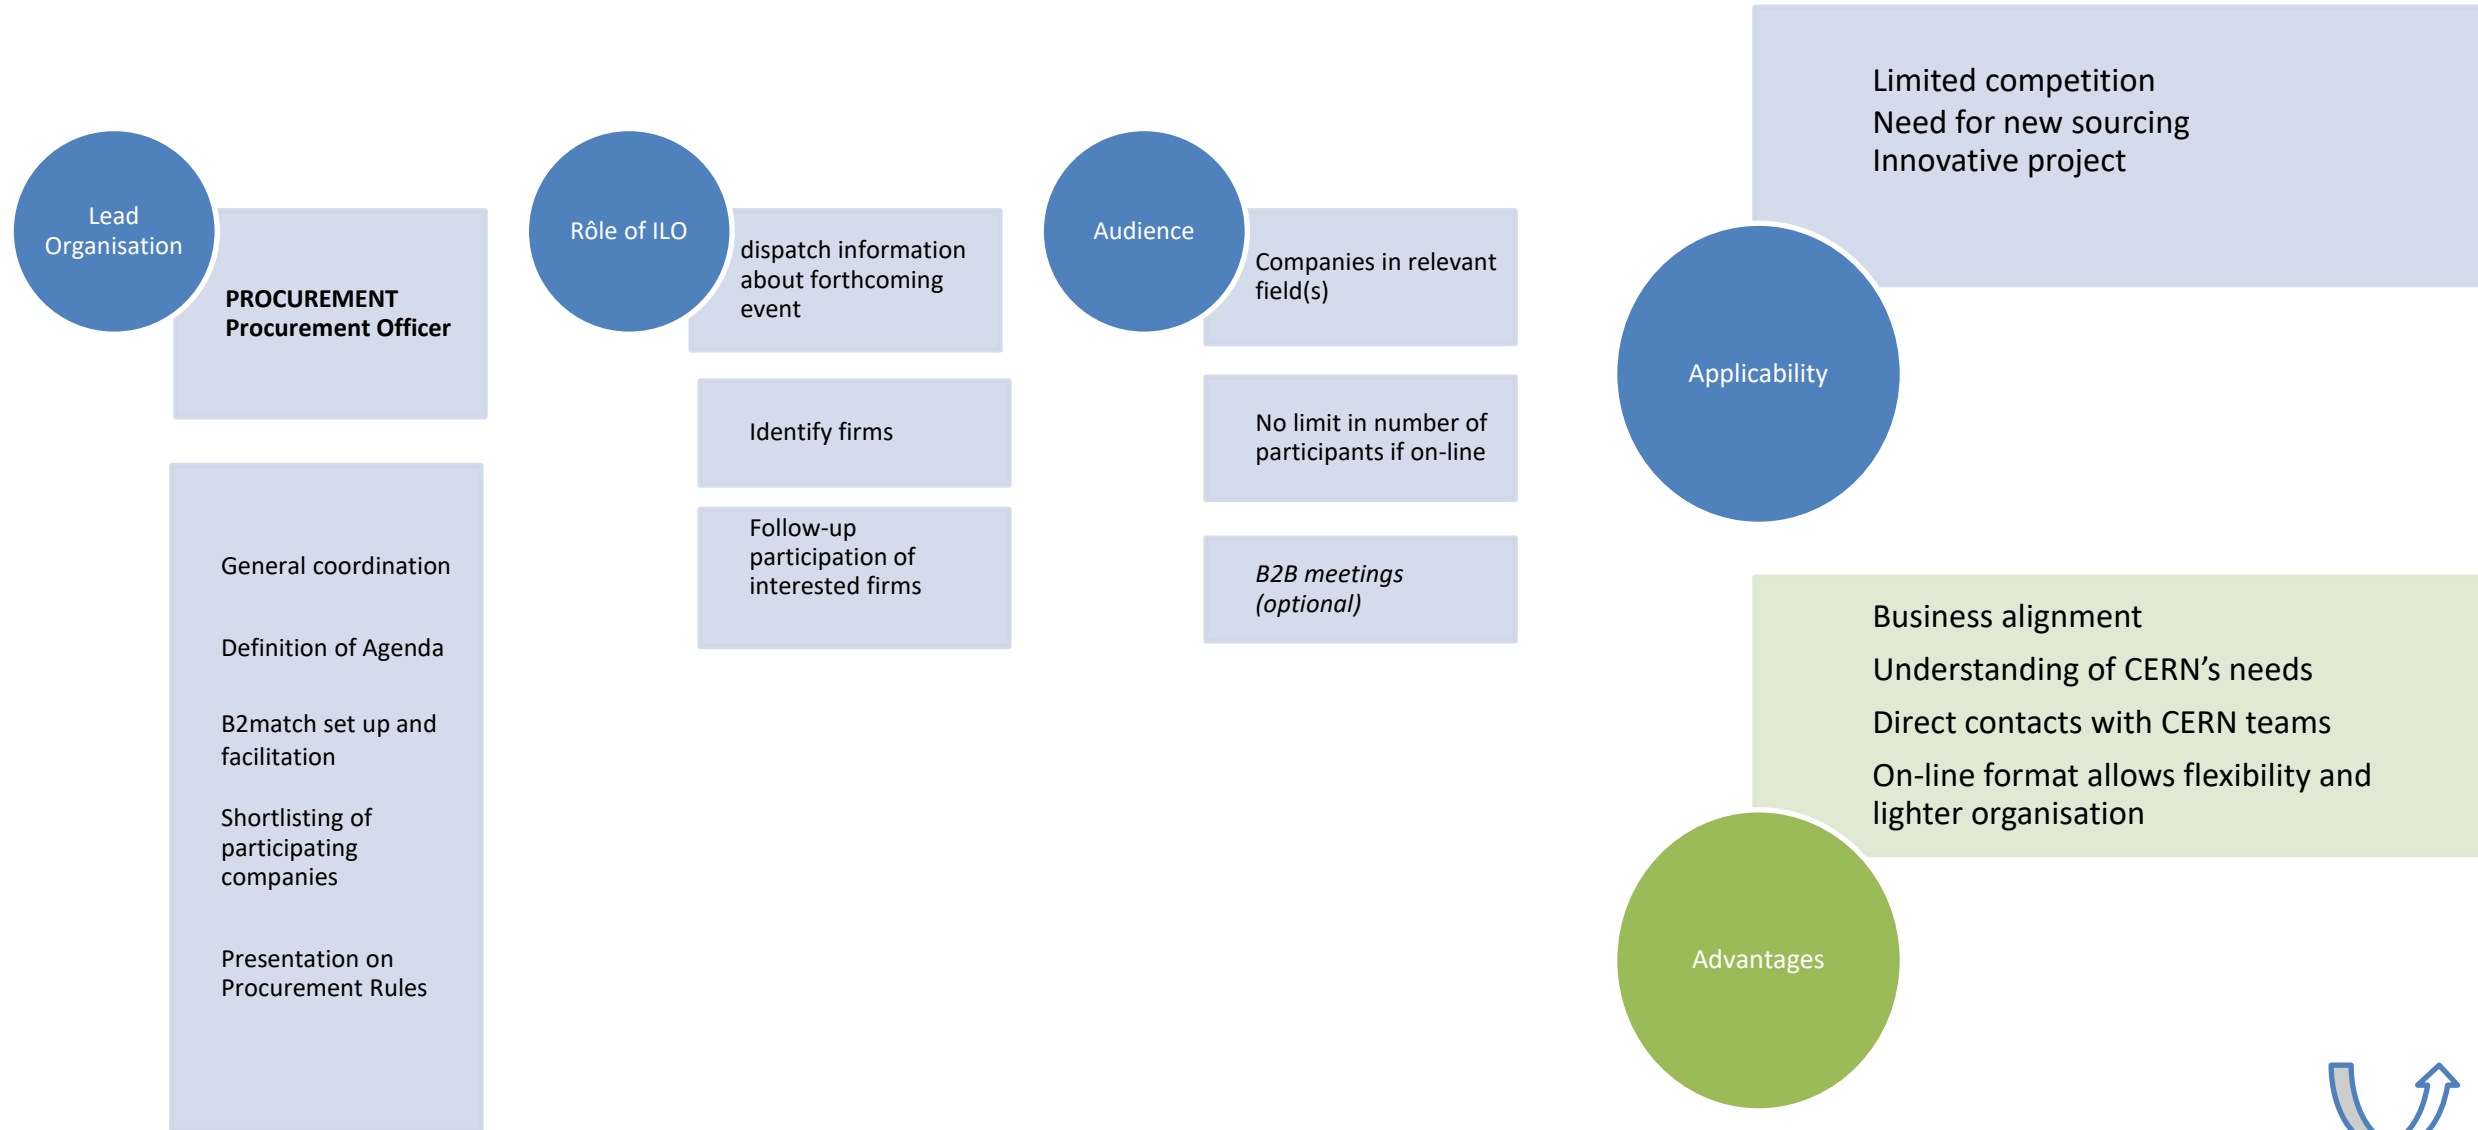 Lead
Organisation
PROCUREMENT
Procurement Officer
General coordination
Definition of Agenda
B2match set up and
facilitation
Shortlisting of
participating
companies
Presentation on
Procurement Rules
Rôle of ILO
dispatch information
about forthcoming
event
Identify firms
Follow-up
participation of
interested firms
Audience
Companies in relevant
field(s)
No limit in number of
participants if on-line
B2B meetings
(optional)
Limited competition
Need for new sourcing
Innovative project
Applicability
Business alignment
Understanding of CERN’s needs
Direct contacts with CERN teams
On-line format allows flexibility and
lighter organisation
Advantages